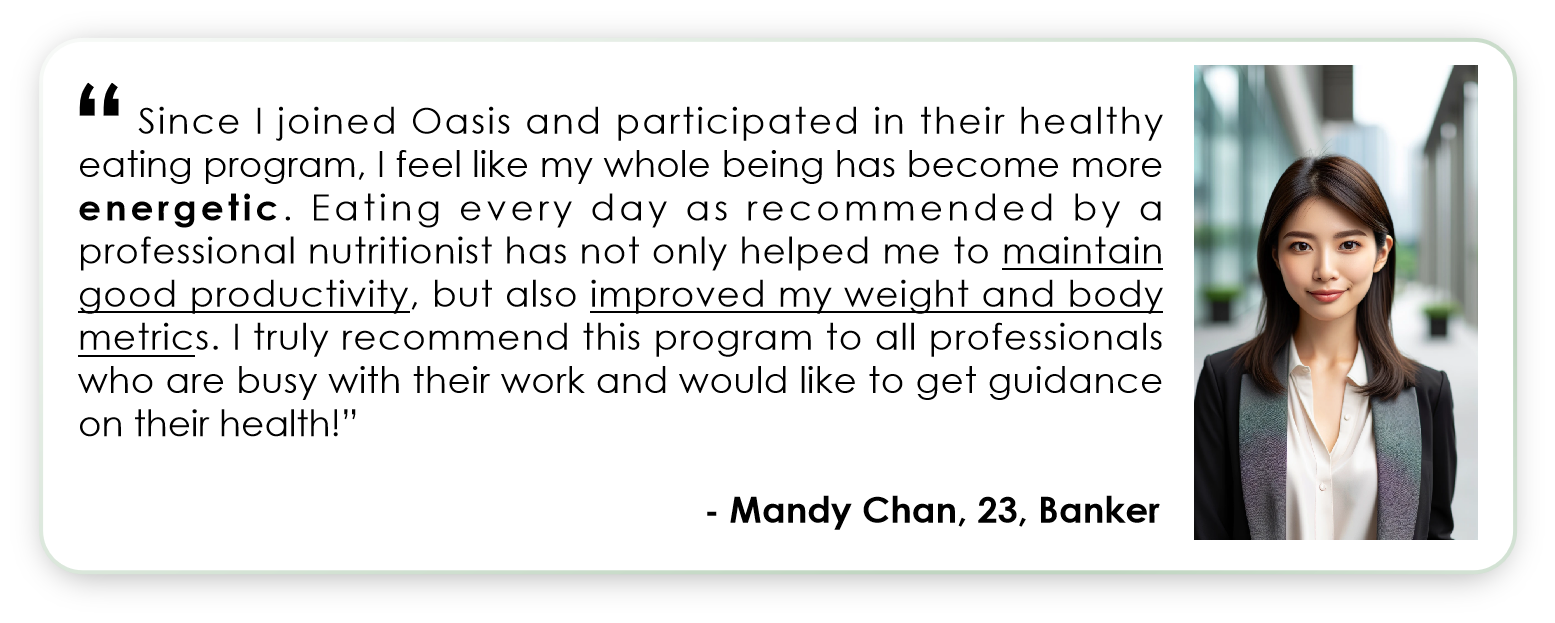 “ Since I joined Oasis and participated in their healthy
eating program, I feel like my whole being has become more
energetic. Eating every day as recommended by a
professional nutritionist has not only helped me to maintain
good productivity, but also improved my weight and body
metrics. I truly recommend this program to all professionals
who are busy with their work and would like to get guidance
on their health!”
- Mandy Chan, 23, Banker